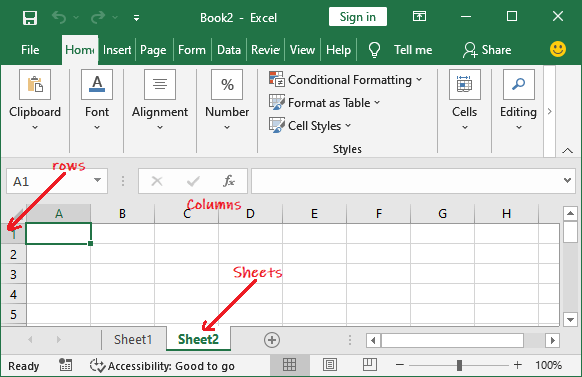 Book2 - Excel Sign in
File Home Insert Page Form Data Review View Help Tell me Share
Clipboard Font Alignment Number Conditional Formatting Format as Table Cell Styles Cells Editing
%
Styles
rows
A1 fx
Columns
A B C D E F G H
1
2
3
Sheets
4
5
Sheet1 Sheet2
Ready Accessibility: Good to go 100%